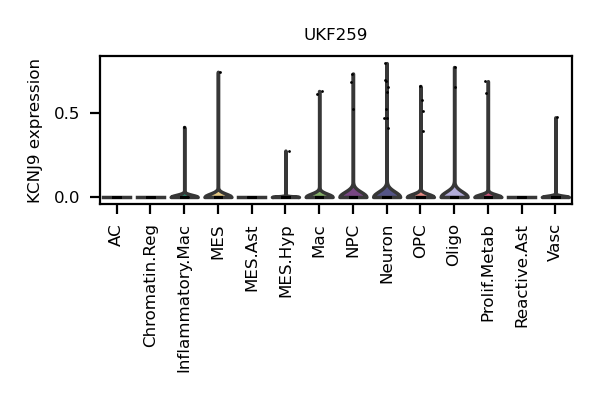 UKF259
KCNJ9 expression
0.5
0.0
AC
Chromatin.Reg
Inflammatory.Mac
MES
MES.Ast
MES.Hyp
Mac
NPC
Neuron
OPC
Oligo
Prolif.Metab
Reactive.Ast
Vasc